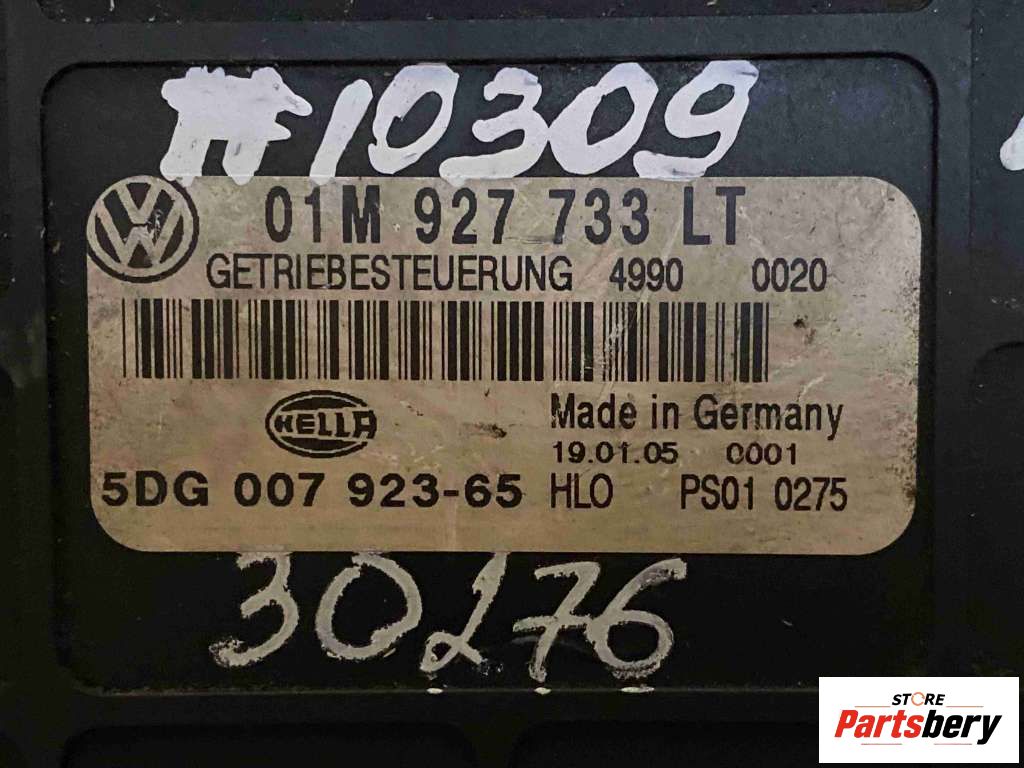 #10309
01M 927 733 LT
GETRIEBESTEUERUNG 4990 0020
HELLA
Made in Germany
19.01.05 0001
5DG 007 923-65 HLO PS01 0275
30276
STORE
Partsbery